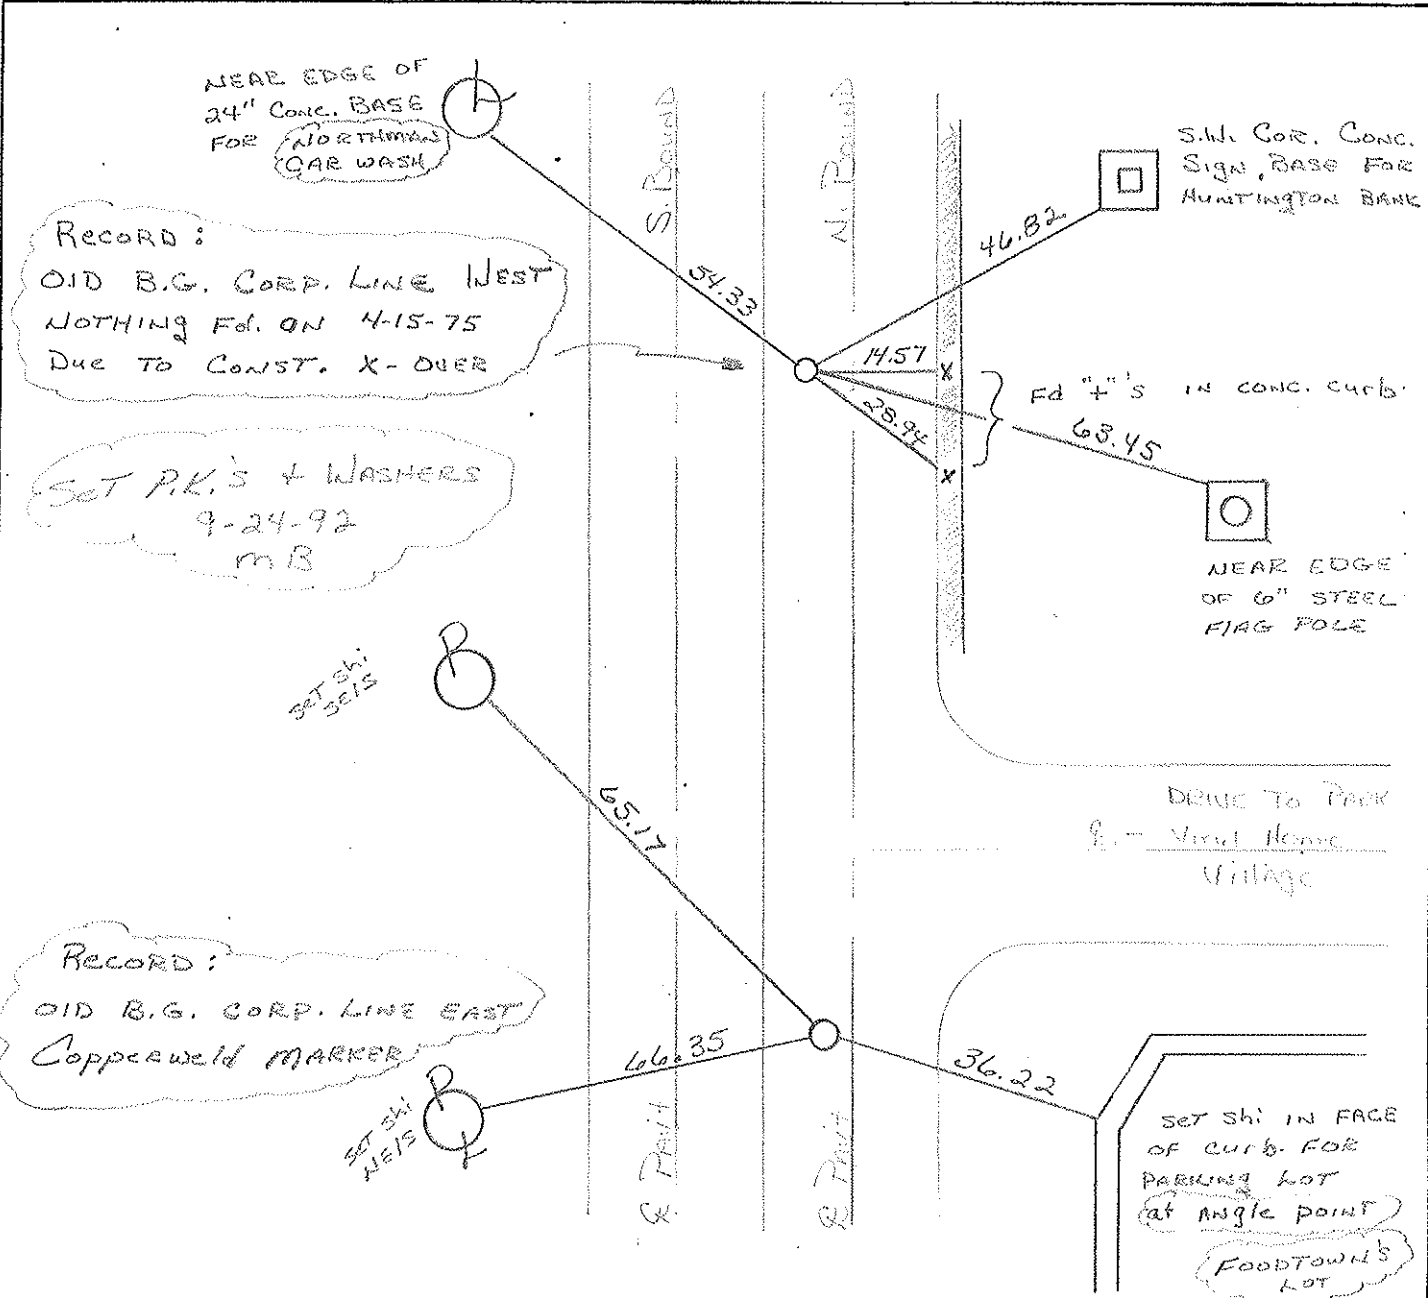 NEAR EDGE OF
24" CONC. BASE
FOR NORTHMAN
CAR WASH
L
S. BOUND
N. BOUND
S.W. COR. CONC.
SIGN BASE FOR
HUNTINGTON BANK
46.82
54.33
RECORD:
OlD B.G. CORP. LINE WEST
NOTHING Fd. ON 4-15-75
DUE TO CONST. X-OVER
14.57
x
28.94
x
Fd "+"'s IN CONC. CURB
63.45
SET P.K.'S + WASHERS
9-24-92
MB
NEAR EDGE
OF 6" STEEL
FlAG POLE
P
SET Shi
SE/S
65.17
DRIVE TO PARK
Home
Village
RECORD:
OlD B.G. CORP. LINE EAST
Copperweld MARKER
66.35
36.22
P
L
SET Shi
NE/S
℄ Pav't
℄ Pav't
SET Shi IN FACE
OF CURB FOR
PARKING LOT
at ANGLE POINT
FOODTOWN'S
LOT